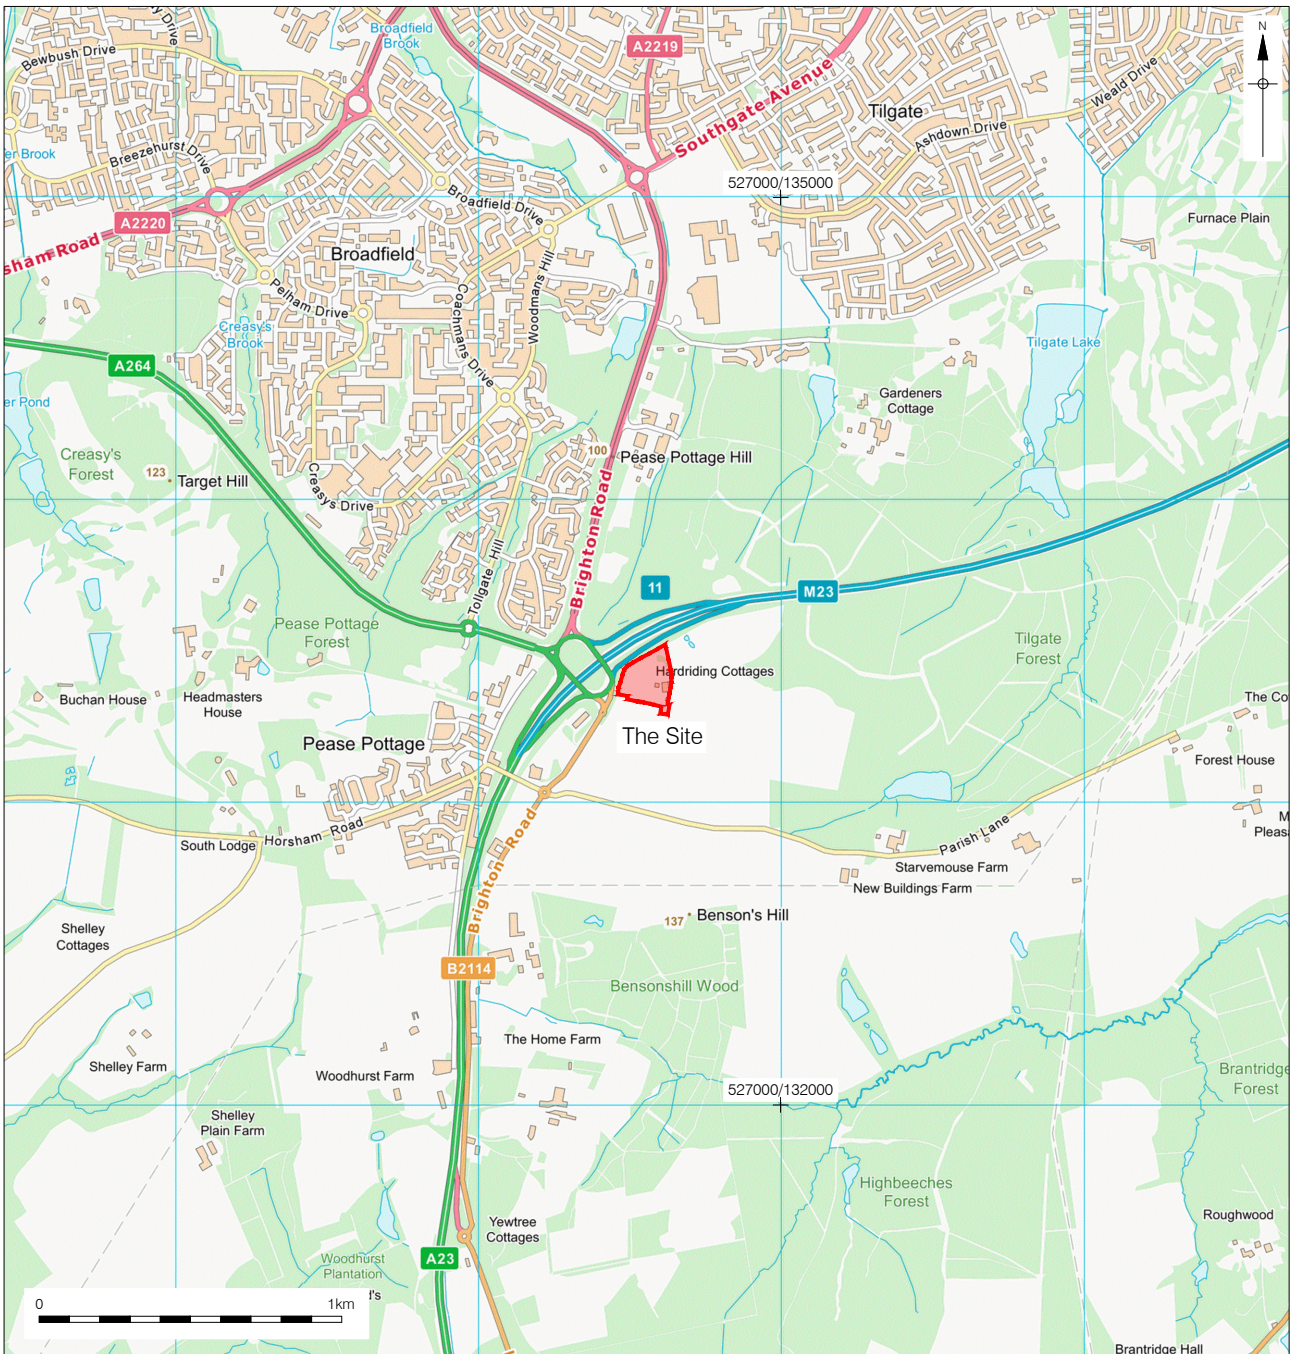 Broadfield
Brook
A2219
N
Bewbush Drive
Southgate Avenue
Weald Drive
Tilgate
Ashdown Drive
er Brook
Breezehurst Drive
527000/135000
Broadfield Drive
A2220
Furnace Plain
sham Road
Broadfield
Pelham Drive
Woodmans Hill
Coachmans Drive
Creasy's
Brook
Tilgate Lake
A264
er Pond
Gardeners
Cottage
Creasy's
Forest
123
Target Hill
100
Pease Pottage Hill
Creasys Drive
Brighton Road
Tollgate Hill
11
M23
Pease Pottage
Forest
Tilgate
Forest
Hardriding Cottages
Buchan House
Headmasters
House
The Co
The Site
Pease Pottage
Forest House
Horsham Road
South Lodge
Brighton Road
Parish Lane
M
Pleas
Starvemouse Farm
New Buildings Farm
137
Benson's Hill
Shelley
Cottages
B2114
Bensonshill Wood
The Home Farm
Shelley Farm
Woodhurst Farm
Brantridge
Forest
527000/132000
Shelley
Plain Farm
Highbeeches
Forest
Roughwood
Yewtree
Cottages
A23
Woodhurst
Plantation
d's
0
1km
Brantridge Hall